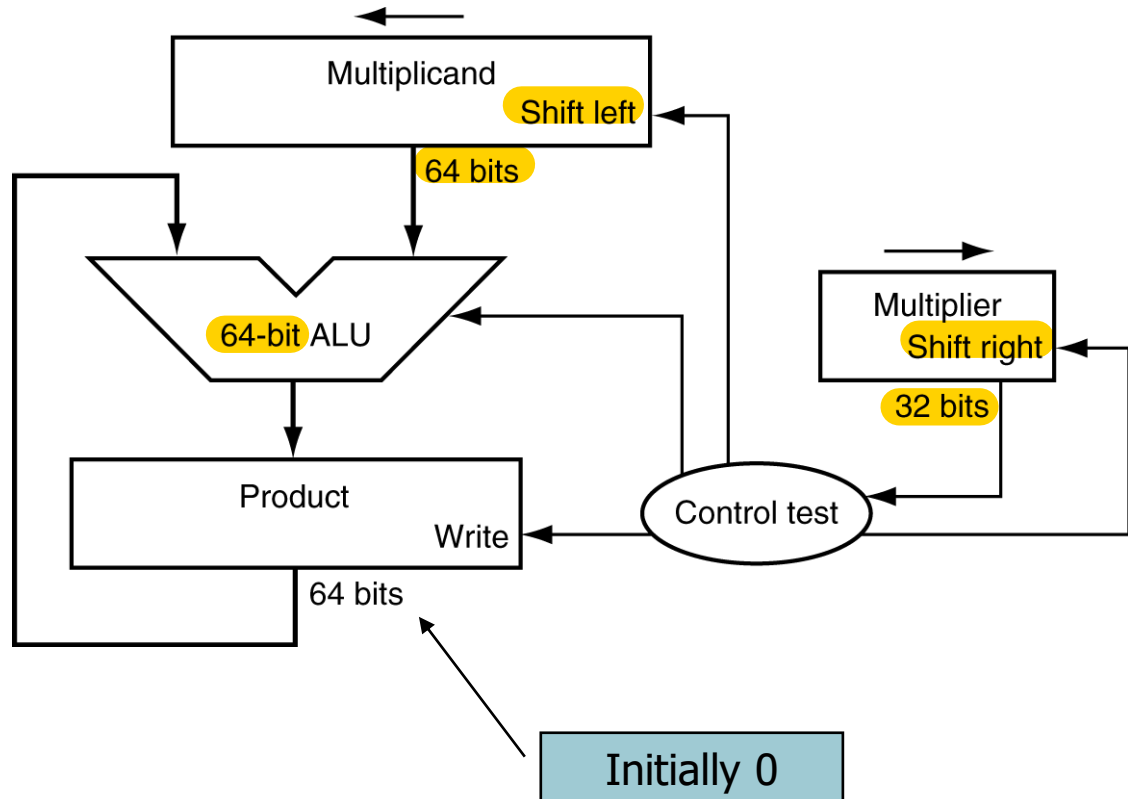 Multiplicand
Shift left
64 bits
64-bit ALU
Multiplier
Shift right
32 bits
Product
Write
Control test
64 bits
Initially 0